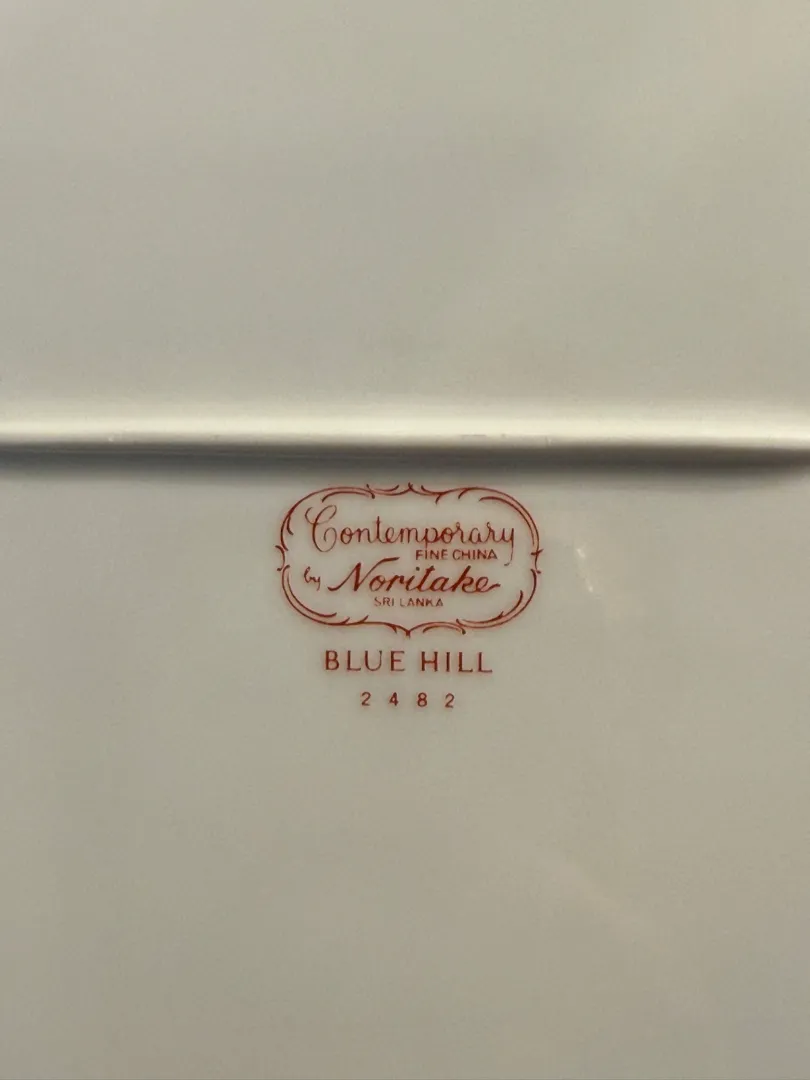 Contemporary
FINE CHINA
by Noritake
SRI LANKA
BLUE HILL
2482